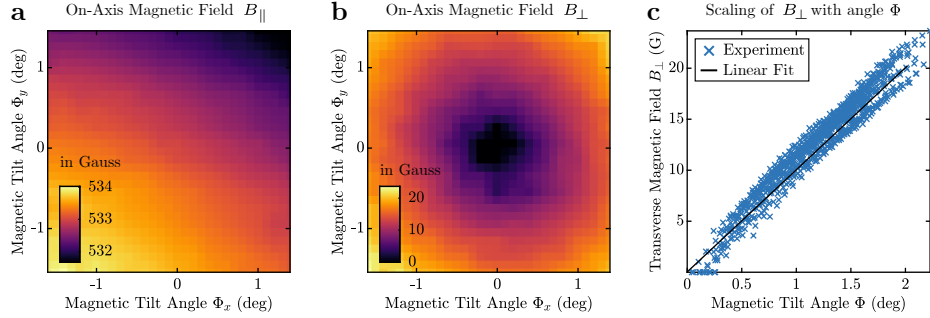 a On-Axis Magnetic Field B∥
Magnetic Tilt Angle Φy (deg)
1
0
-1
in Gauss
534
533
532
-1 0 1
Magnetic Tilt Angle Φx (deg)
b On-Axis Magnetic Field B⊥
Magnetic Tilt Angle Φy (deg)
1
0
-1
in Gauss
20
10
0
-1 0 1
Magnetic Tilt Angle Φx (deg)
c Scaling of B⊥ with angle Φ
Transverse Magnetic Field B⊥ (G)
Experiment
Linear Fit
20
15
10
5
0 0.5 1 1.5 2
Magnetic Tilt Angle Φ (deg)